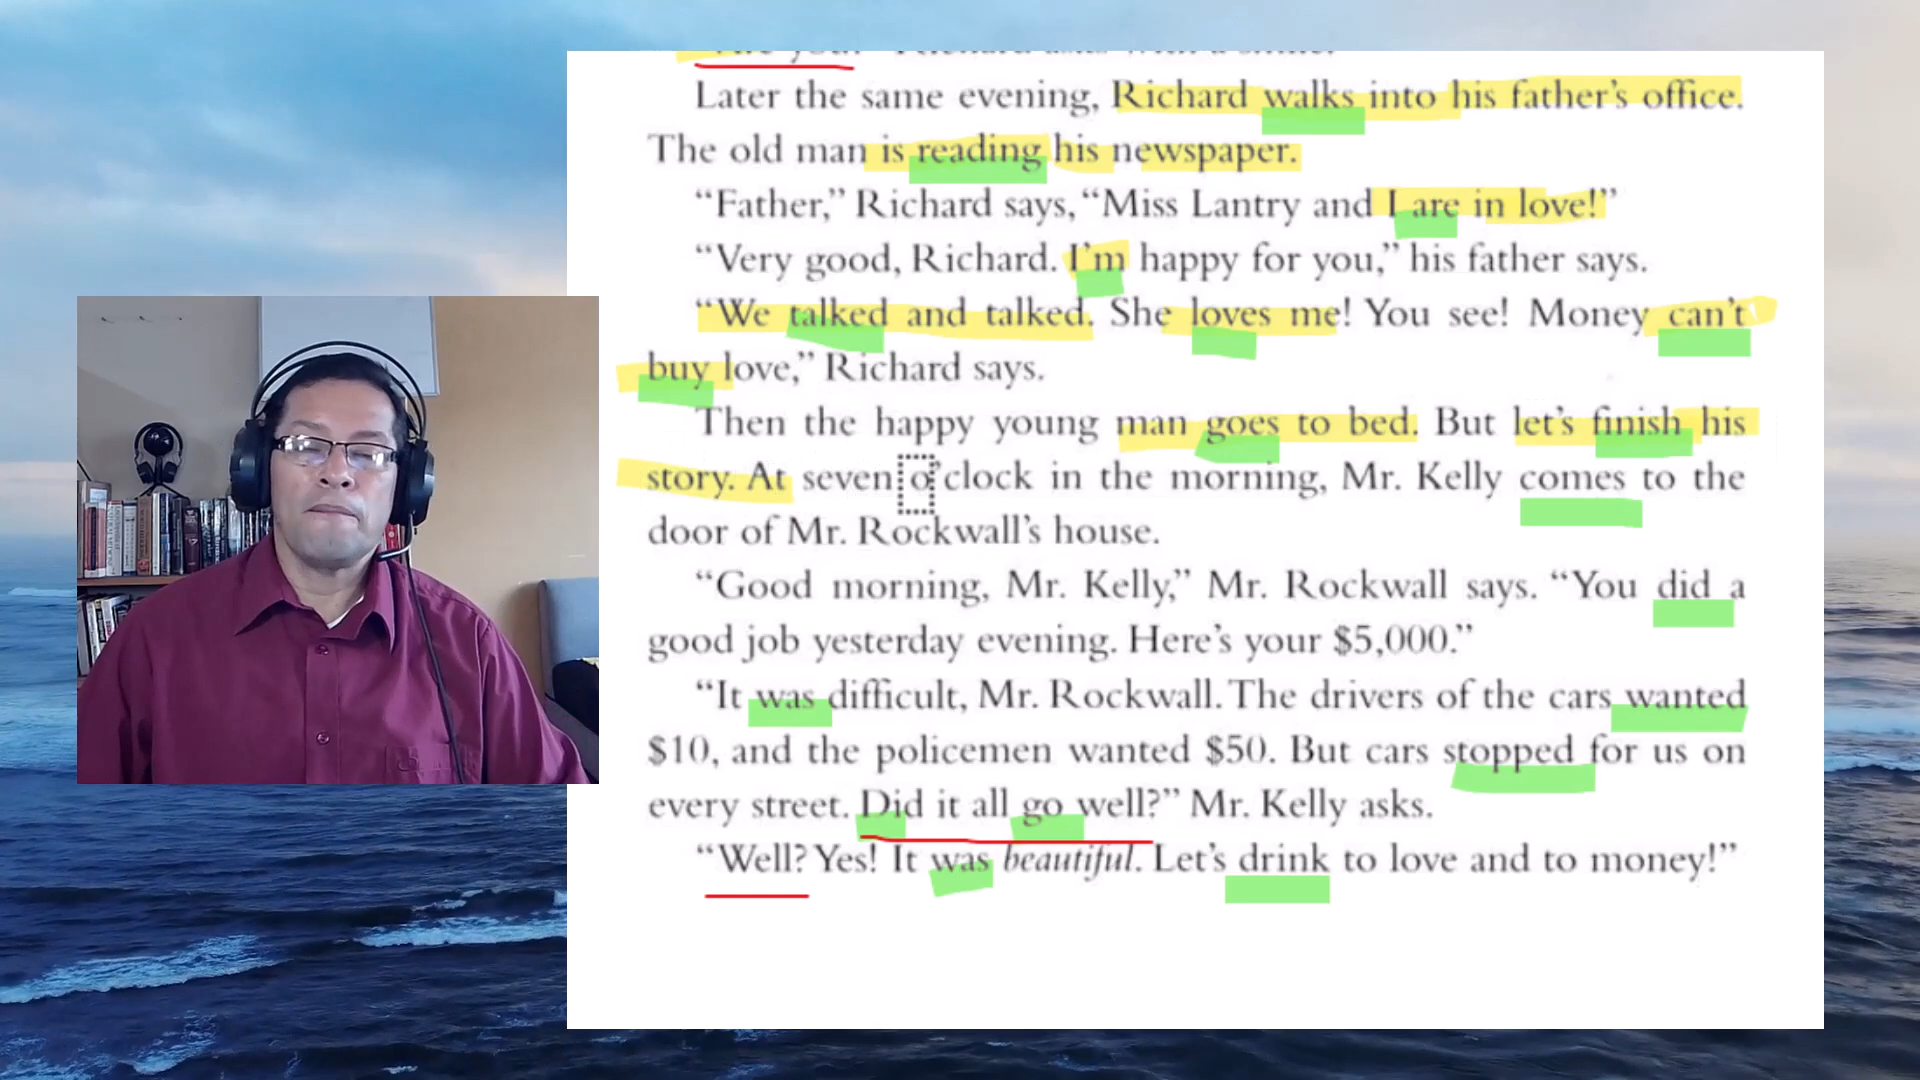 Later the same evening, Richard walks into his father's office.
The old man is reading his newspaper.
“Father,” Richard says, “Miss Lantry and I are in love!”
“Very good, Richard. I'm happy for you,” his father says.
“We talked and talked. She loves me! You see! Money can't
buy love,” Richard says.
Then the happy young man goes to bed. But let's finish his
story. At seven o'clock in the morning, Mr. Kelly comes to the
door of Mr. Rockwall's house.
“Good morning, Mr. Kelly,” Mr. Rockwall says. “You did a
good job yesterday evening. Here's your $5,000.”
“It was difficult, Mr. Rockwall. The drivers of the cars wanted
$10, and the policemen wanted $50. But cars stopped for us on
every street. Did it all go well?” Mr. Kelly asks.
“Well? Yes! It was beautiful. Let's drink to love and to money!”